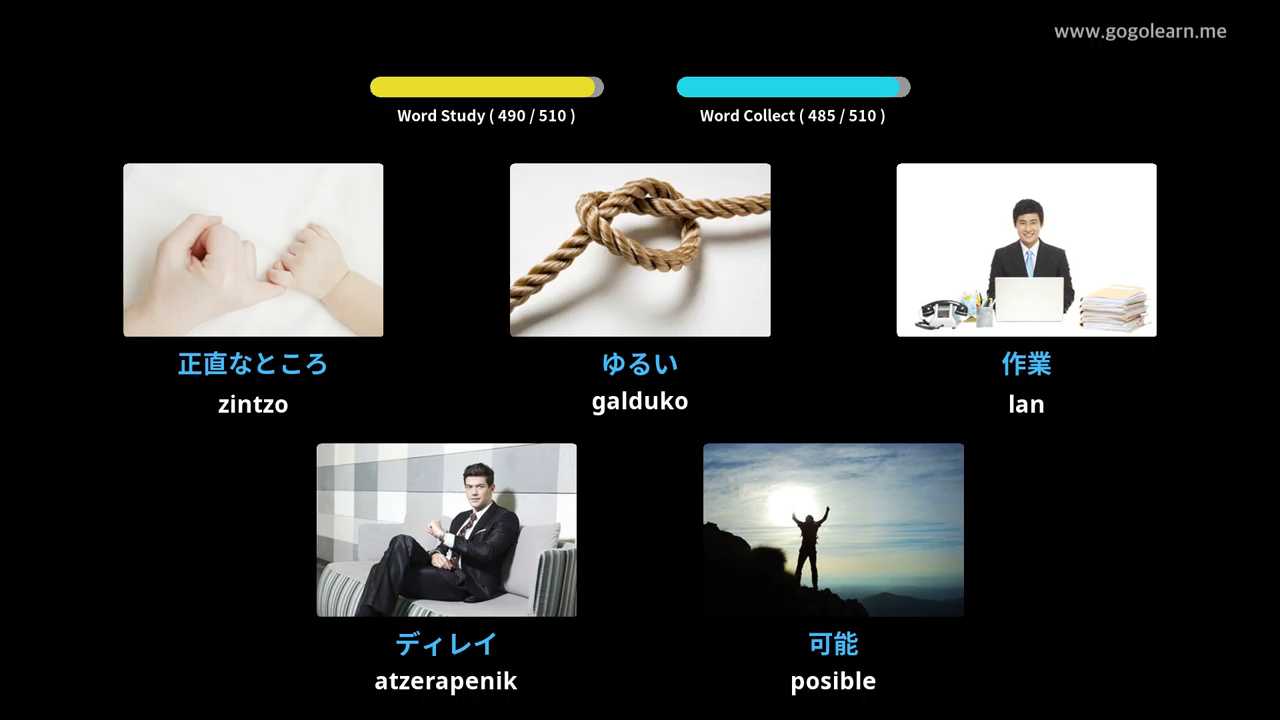 www.gogolearn.me
Word Study ( 490 / 510 )
Word Collect ( 485 / 510 )
正直なところ
zintzo
ゆるい
galduko
作業
lan
ディレイ
atzerapenik
可能
posible